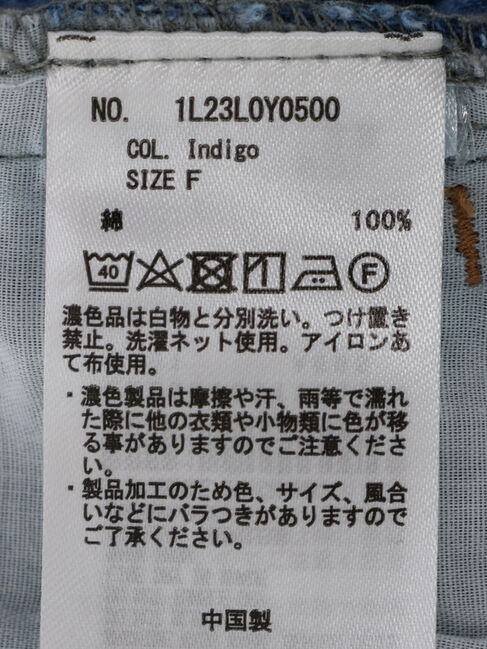 NO. 1L23L0Y0500
COL. Indigo
SIZE F
綿 100%
40 F
濃色品は白物と分別洗い。つけ置き
禁止。洗濯ネット使用。アイロンあ
て布使用。
・濃色製品は摩擦や汗、雨等で濡れ
た際に他の衣類や小物類に色が移
る事がありますのでご注意くださ
い。
・製品加工のため色、サイズ、風合
いなどにバラつきがありますので
ご了承ください。
中国製